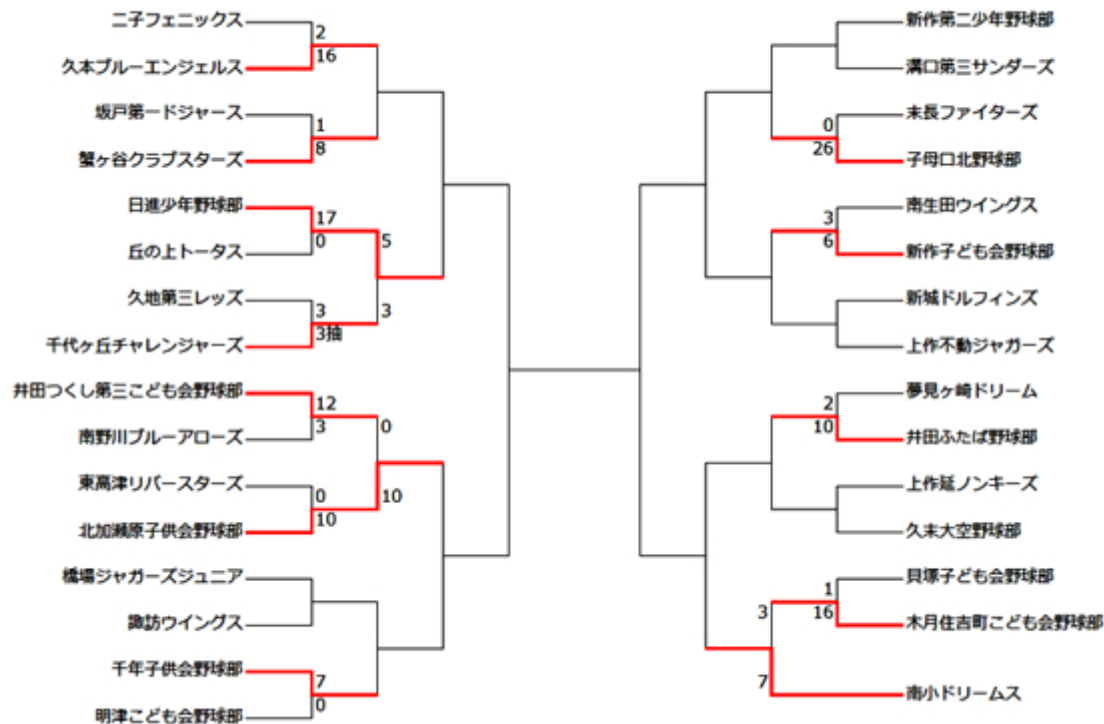 二子フェニックス
2
16
久本ブルーエンジェルス
坂戸第一ドジャース
1
8
蟹ヶ谷クラブスターズ
日進少年野球部
17
0
5
丘の上トータス
久地第三レッズ
3
3抽
3
千代ヶ丘チャレンジャーズ
井田つくし第三こども会野球部
12
3
0
南野川ブルーアローズ
東高津リバースターズ
0
10
10
北加瀬原子供会野球部
橋場ジャガーズジュニア
諏訪ウイングス
千年子供会野球部
7
0
明津こども会野球部
新作第二少年野球部
溝口第三サンダーズ
末長ファイターズ
0
26
子母口北野球部
南生田ウイングス
3
6
新作子ども会野球部
新城ドルフィンズ
上作不動ジャガーズ
夢見ヶ崎ドリーム
2
10
井田ふたば野球部
上作延ノンキーズ
久末大空野球部
貝塚子ども会野球部
1
16
3
木月住吉町こども会野球部
7
南小ドリームス